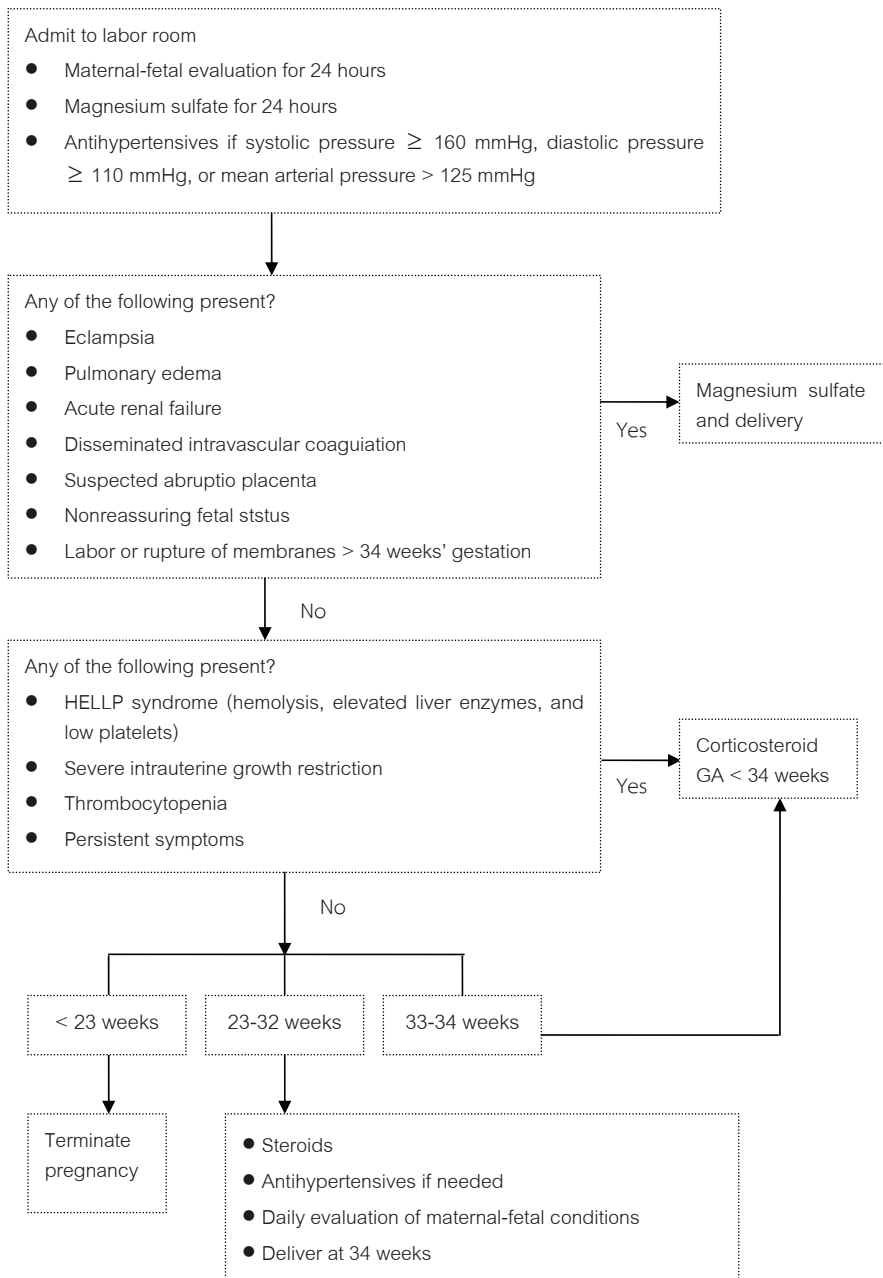 Admit to labor room
● Maternal-fetal evaluation for 24 hours
● Magnesium sulfate for 24 hours
● Antihypertensives if systolic pressure ≥ 160 mmHg, diastolic pressure
≥ 110 mmHg, or mean arterial pressure > 125 mmHg
Any of the following present?
● Eclampsia
● Pulmonary edema
● Acute renal failure
● Disseminated intravascular coaguiation
● Suspected abruptio placenta
● Nonreassuring fetal ststus
● Labor or rupture of membranes > 34 weeks’ gestation
Yes
Magnesium sulfate
and delivery
No
Any of the following present?
● HELLP syndrome (hemolysis, elevated liver enzymes, and
low platelets)
● Severe intrauterine growth restriction
● Thrombocytopenia
● Persistent symptoms
Yes
Corticosteroid
GA < 34 weeks
No
< 23 weeks
23-32 weeks
33-34 weeks
Terminate
pregnancy
● Steroids
● Antihypertensives if needed
● Daily evaluation of maternal-fetal conditions
● Deliver at 34 weeks